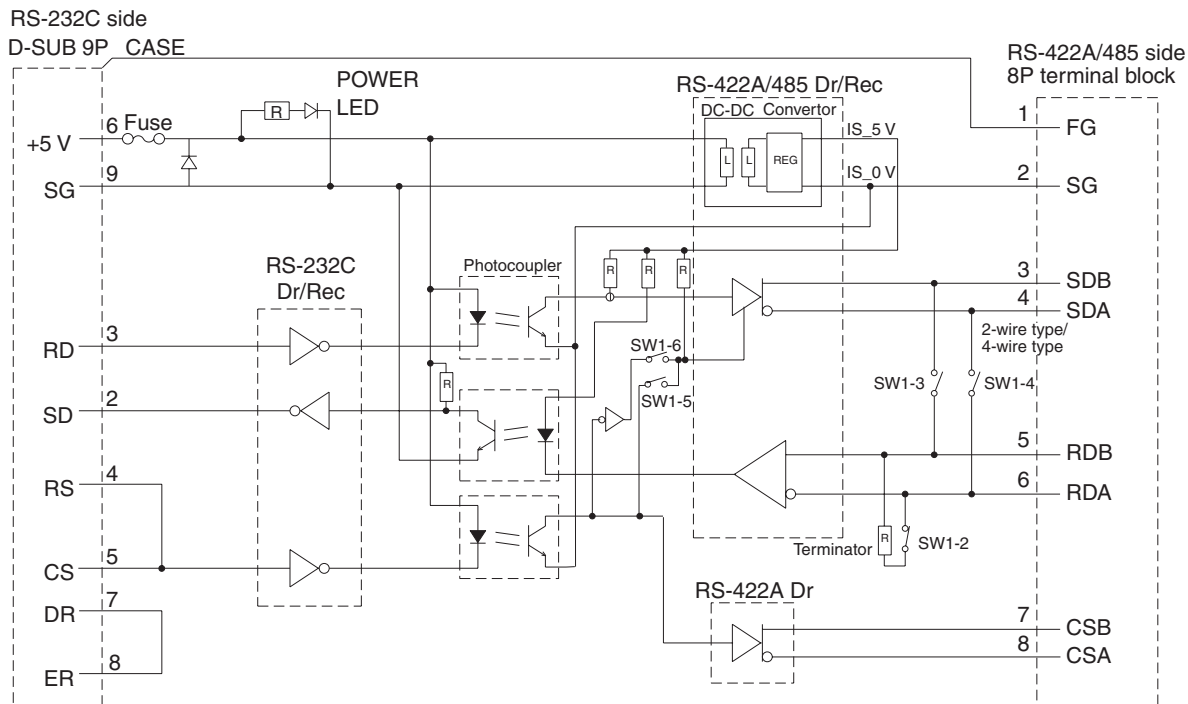 RS-232C side
D-SUB 9P CASE
RS-422A/485 side
8P terminal block
POWER
LED
RS-422A/485 Dr/Rec
DC-DC Convertor
R
6 Fuse
+5 V
IS_5 V
1
FG
L
L
REG
9
SG
IS_0 V
2
SG
RS-232C
Dr/Rec
Photocoupler
R
R
R
3
SDB
4
SDA
2-wire type/
4-wire type
3
RD
SW1-6
SW1-3
SW1-4
R
SW1-5
2
SD
5
RDB
4
RS
6
RDA
Terminator
R
SW1-2
5
CS
RS-422A Dr
7
DR
7
CSB
8
CSA
8
ER